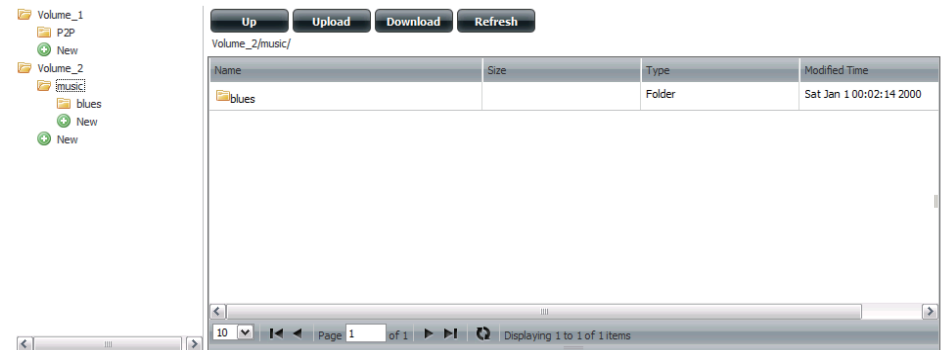 Volume_1
P2P
New
Volume_2
music
blues
New
New
Up Upload Download Refresh
Volume_2/music/
Name Size Type Modified Time
blues Folder Sat Jan 1 00:02:14 2000
10 Page 1 of 1 Displaying 1 to 1 of 1 items